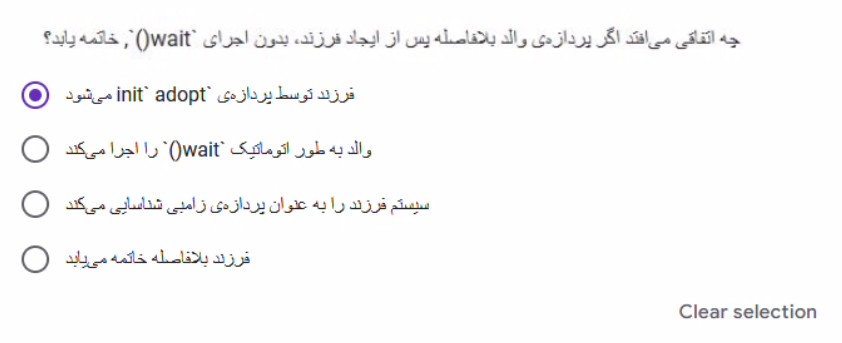 چه اتفاقی می‌افتد اگر پردازه‌ی والد بلافاصله پس از ایجاد فرزند، بدون اجرای `wait()`, خاتمه یابد؟
فرزند توسط پردازه‌ی `init` adopt می‌شود
والد به طور اتوماتیک `wait()` را اجرا می‌کند
سیستم فرزند را به عنوان پردازه‌ی زامبی شناسایی می‌کند
فرزند بلافاصله خاتمه می‌یابد
Clear selection